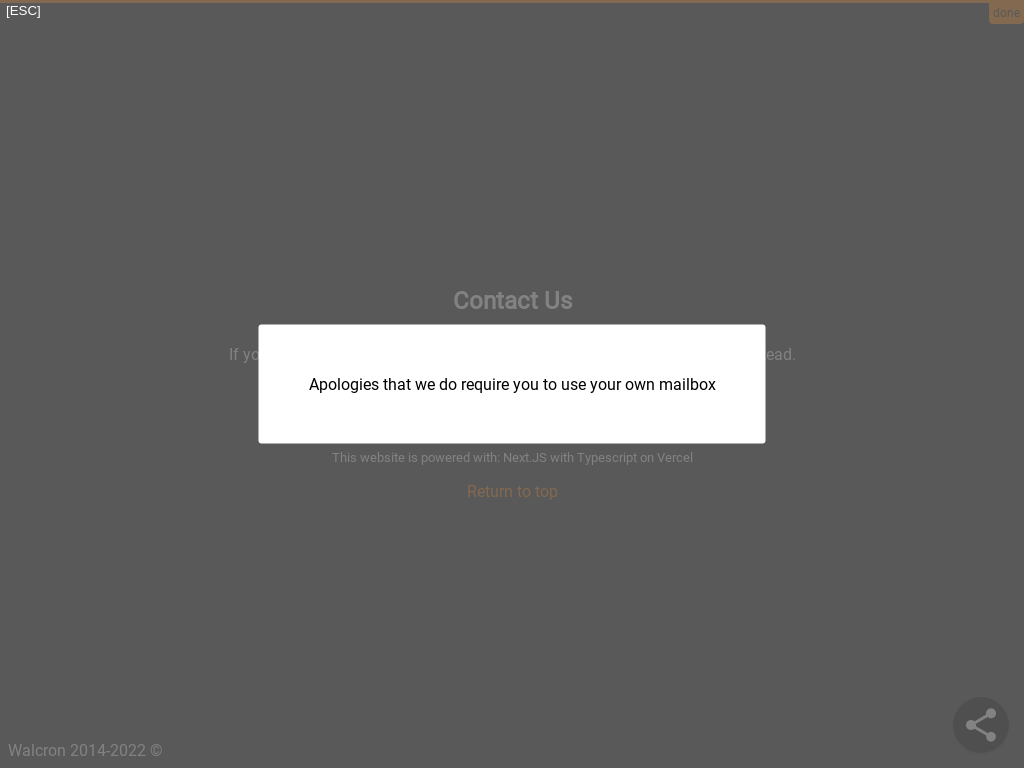 [ESC]
done
Contact Us
If yo
ead.
Apologies that we do require you to use your own mailbox
This website is powered with: Next.JS with Typescript on Vercel
Return to top
Walcron 2014-2022 ©